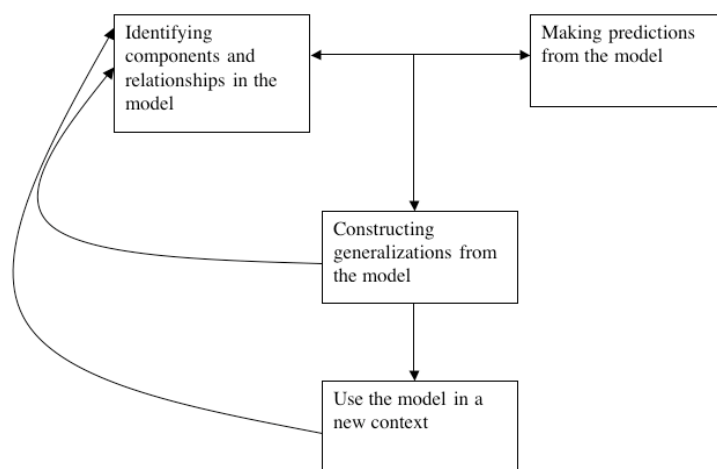 Identifying
components and
relationships in the
model
Making predictions
from the model
Constructing
generalizations from
the model
Use the model in a
new context